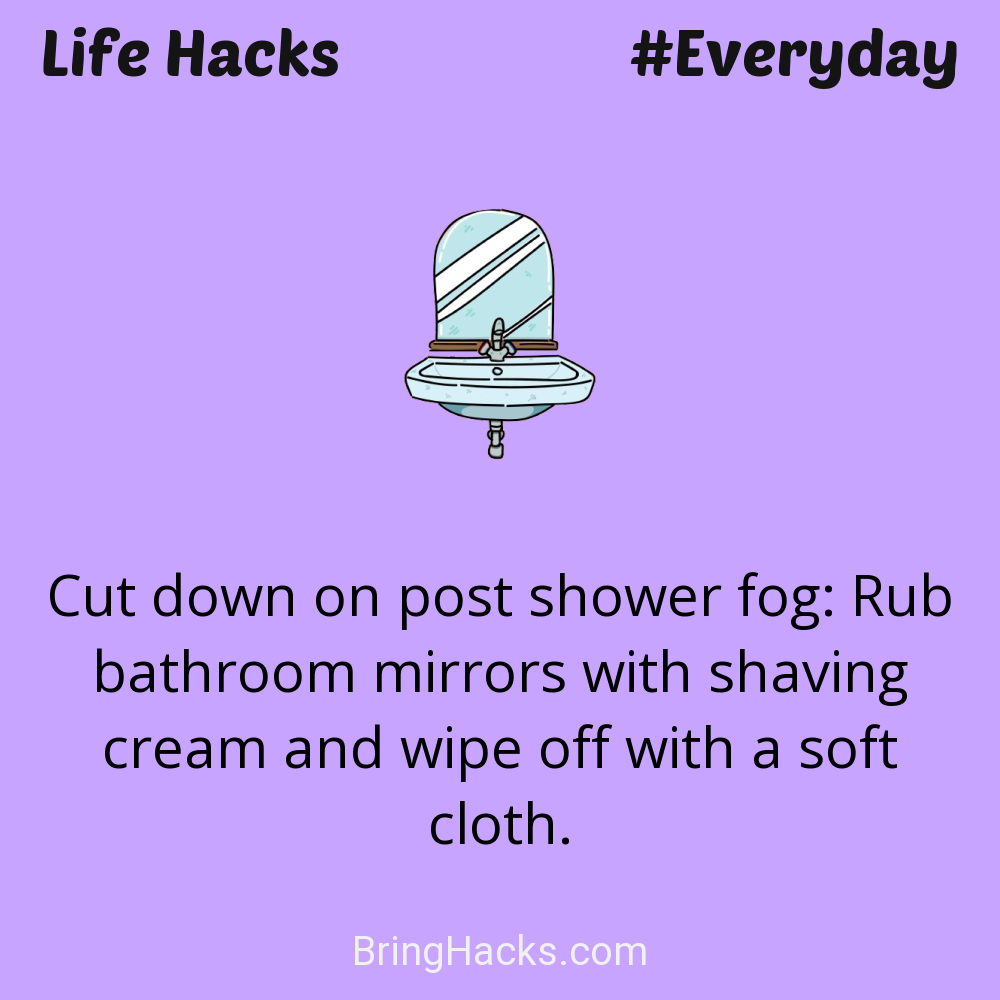 Life Hacks #Everyday
Cut down on post shower fog: Rub
bathroom mirrors with shaving
cream and wipe off with a soft
cloth.
BringHacks.com